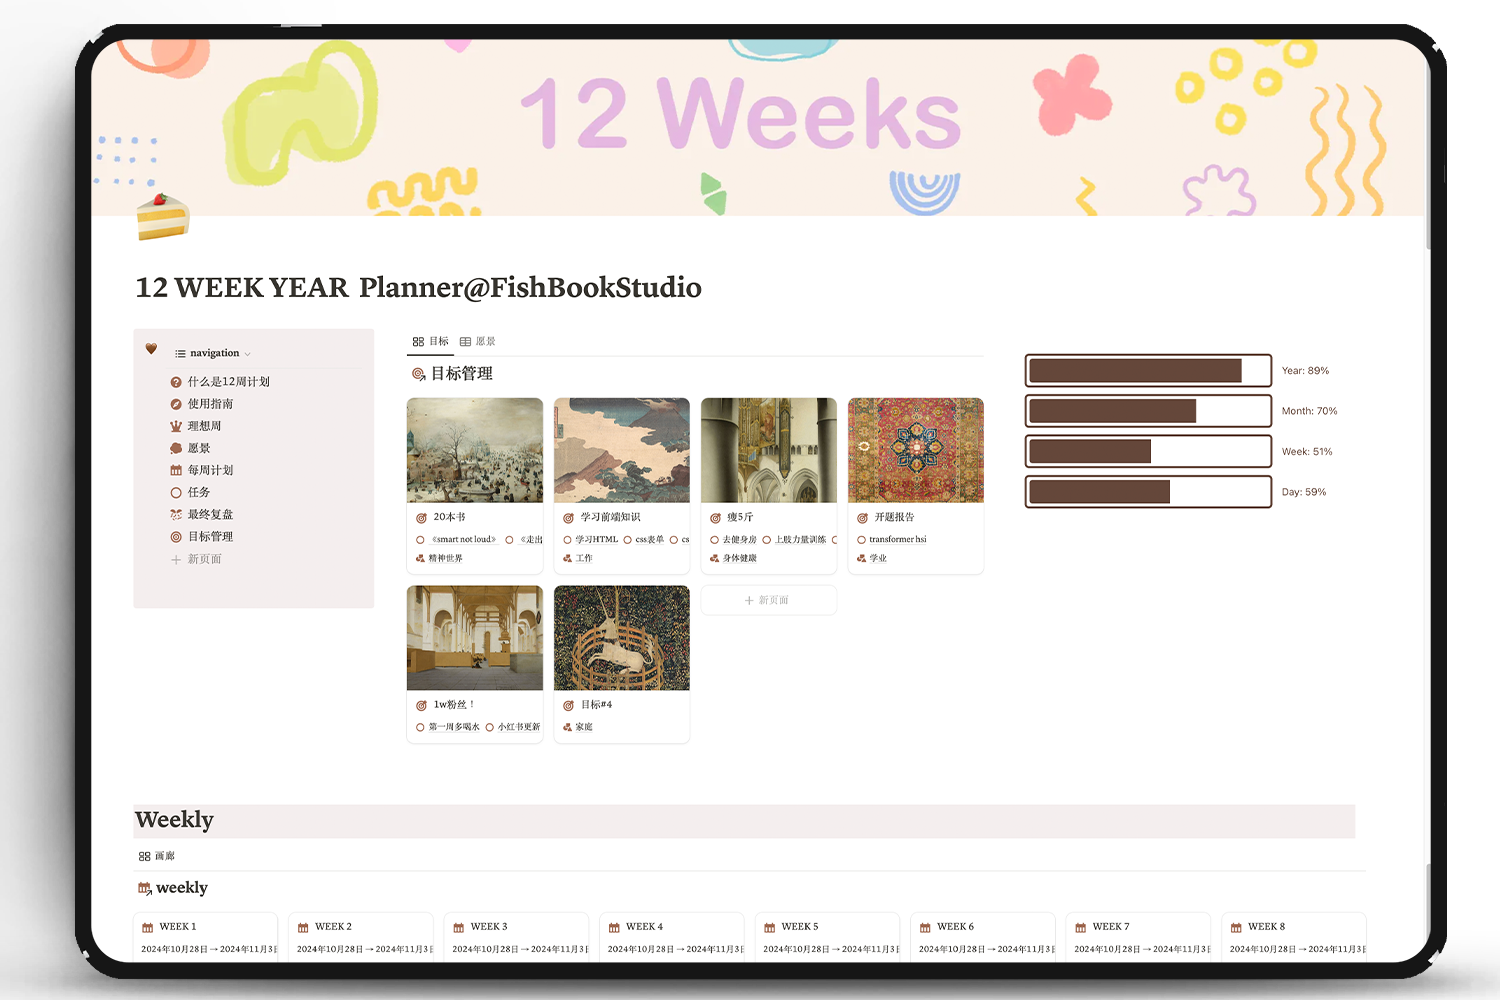 12 Weeks
12 WEEK YEAR Planner@FishBookStudio
navigation
什么是12周计划
使用指南
理想周
愿景
每周计划
任务
最终复盘
目标管理
新页面
目标 愿景
目标管理
20本书
《smart not loud》 《走出
精神世界
学习前端知识
学习HTML css表单 cs
工作
瘦5斤
去健身房 上肢力量训练
身体健康
开题报告
transformer hsi
学业
1w粉丝！
第一周多喝水 小红书更新
目标#4
家庭
新页面
Year: 89%
Month: 70%
Week: 51%
Day: 59%
Weekly
画廊
weekly
WEEK 1
2024年10月28日 → 2024年11月3日
WEEK 2
2024年10月28日 → 2024年11月3日
WEEK 3
2024年10月28日 → 2024年11月3日
WEEK 4
2024年10月28日 → 2024年11月3日
WEEK 5
2024年10月28日 → 2024年11月3日
WEEK 6
2024年10月28日 → 2024年11月3日
WEEK 7
2024年10月28日 → 2024年11月3日
WEEK 8
2024年10月28日 → 2024年11月3日